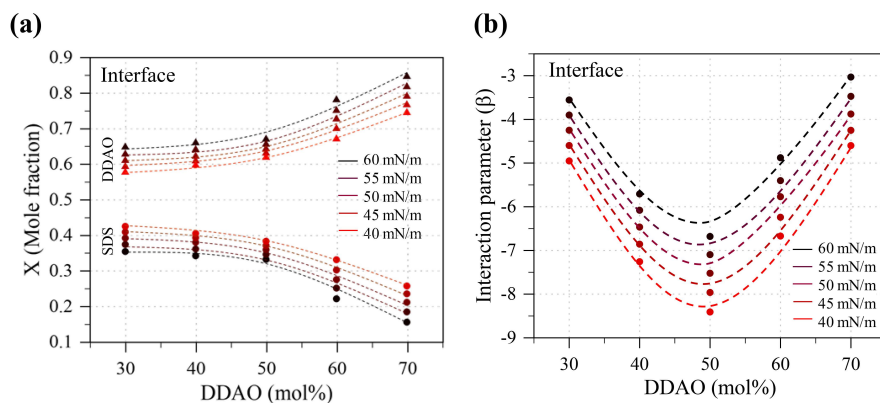 (a)
Interface
X (Mole fraction)
0.9
0.8
0.7
0.6
0.5
0.4
0.3
0.2
0.1
DDAO
SDS
60 mN/m
55 mN/m
50 mN/m
45 mN/m
40 mN/m
30 40 50 60 70
DDAO (mol%)
(b)
Interface
Interaction parameter (β)
-3
-4
-5
-6
-7
-8
-9
60 mN/m
55 mN/m
50 mN/m
45 mN/m
40 mN/m
30 40 50 60 70
DDAO (mol%)